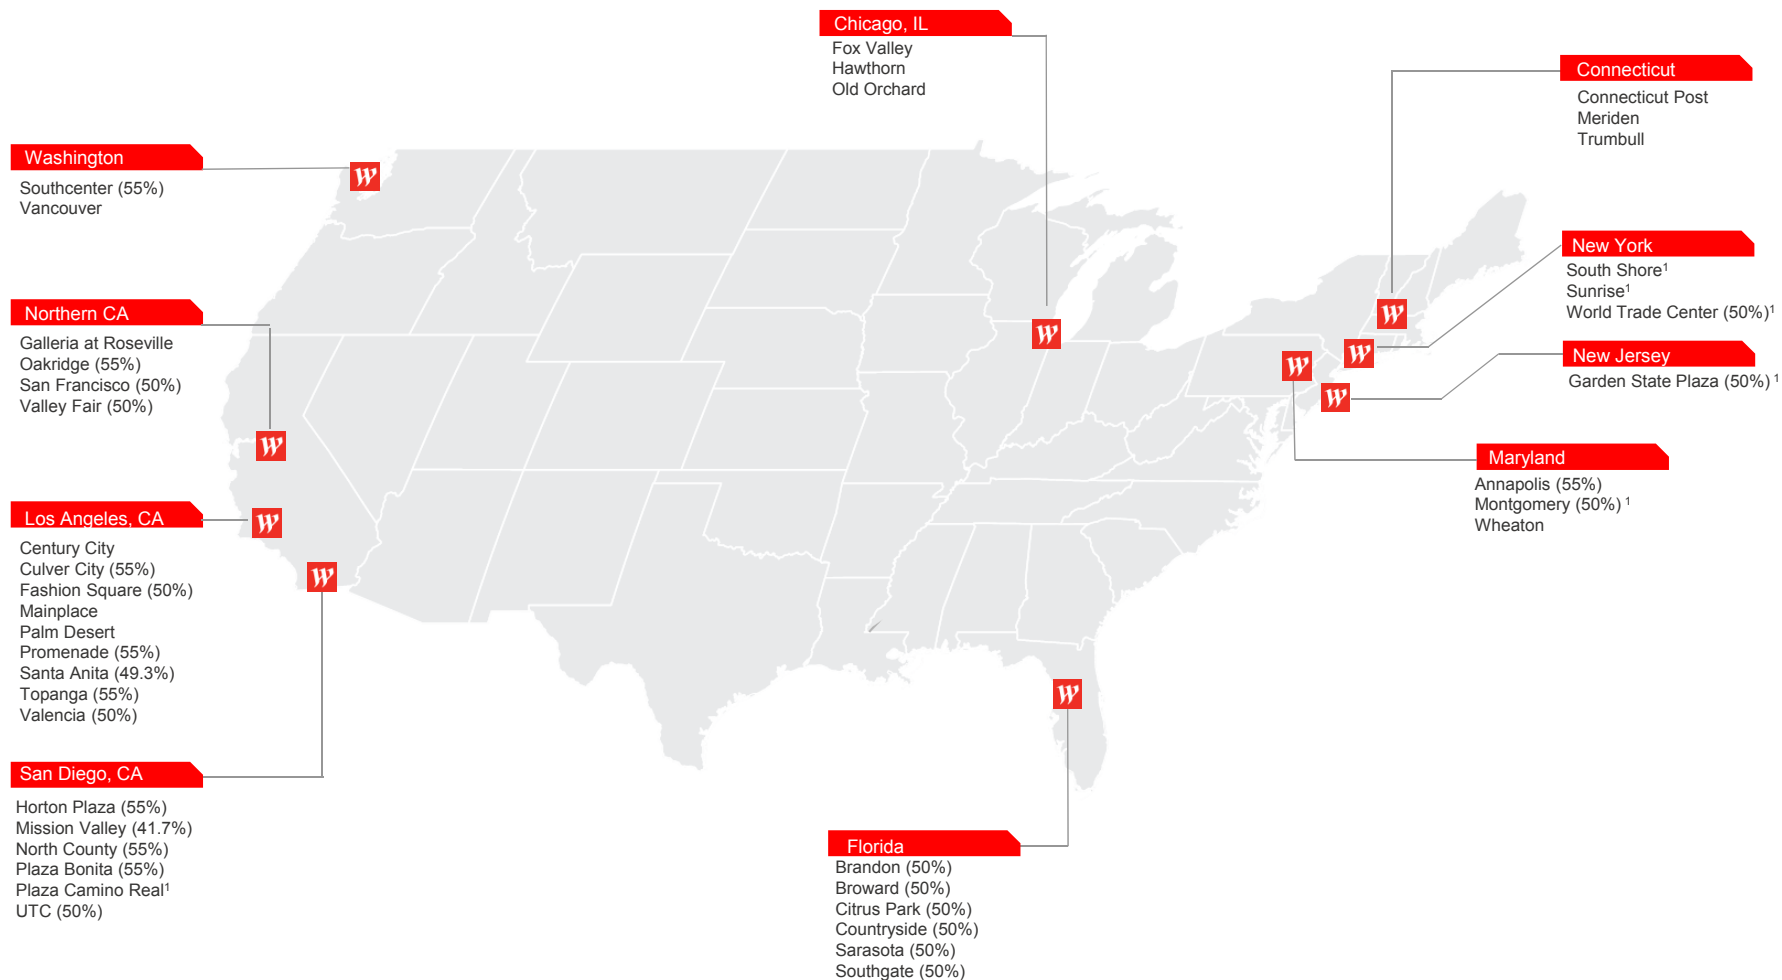 Chicago, IL
Fox Valley
Hawthorn
Old Orchard
Connecticut
Connecticut Post
Meriden
Trumbull
Washington
Southcenter (55%)
Vancouver
New York
South Shore¹
Sunrise¹
World Trade Center (50%)¹
Northern CA
Galleria at Roseville
Oakridge (55%)
San Francisco (50%)
Valley Fair (50%)
New Jersey
Garden State Plaza (50%) ¹
Maryland
Annapolis (55%)
Montgomery (50%) ¹
Wheaton
Los Angeles, CA
Century City
Culver City (55%)
Fashion Square (50%)
Mainplace
Palm Desert
Promenade (55%)
Santa Anita (49.3%)
Topanga (55%)
Valencia (50%)
San Diego, CA
Horton Plaza (55%)
Mission Valley (41.7%)
North County (55%)
Plaza Bonita (55%)
Plaza Camino Real¹
UTC (50%)
Florida
Brandon (50%)
Broward (50%)
Citrus Park (50%)
Countryside (50%)
Sarasota (50%)
Southgate (50%)
W
W
W
W
W
W
W
W
W
W